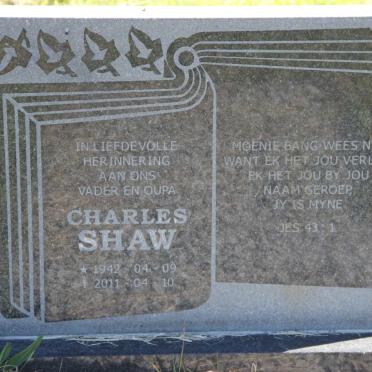 IN LIEFDEVOLLE
HERINNERING
AAN ONS
VADER EN OUPA
CHARLES
SHAW
★ 1942 - 04 - 09
† 2011 - 04 - 10
MOENIE BANG WEES N
WANT EK HET JOU VERL
EK HET JOU BY JOU
NAAM GEROEP,
JY IS MYNE
JES 43 : 1